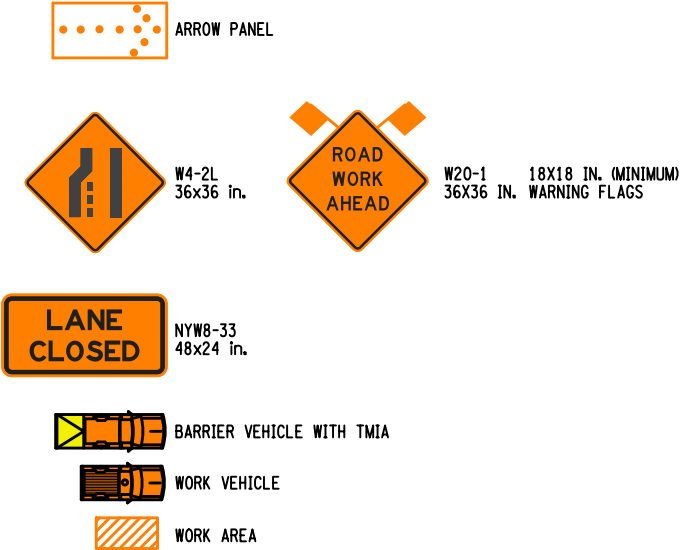 ARROW PANEL
W4-2L
36x36 in.
ROAD
WORK
AHEAD
W20-1 18X18 IN. (MINIMUM)
36X36 IN. WARNING FLAGS
LANE
CLOSED
NYW8-33
48x24 in.
BARRIER VEHICLE WITH TMIA
WORK VEHICLE
WORK AREA